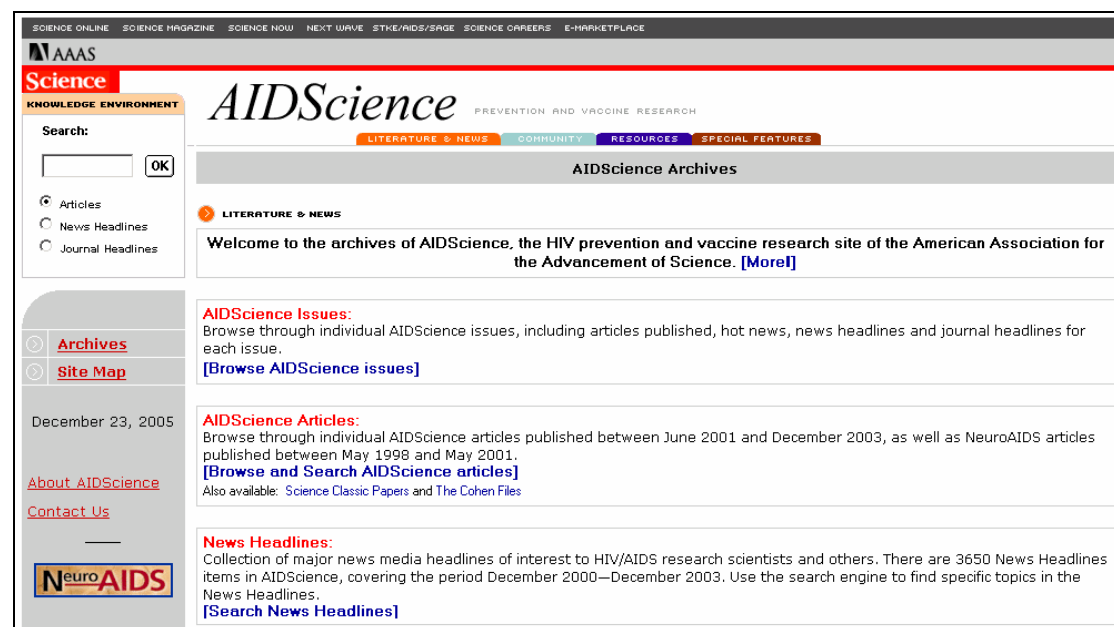 SCIENCE ONLINE SCIENCE MAGAZINE SCIENCE NOW NEXT WAVE STKE/AIDS/SAGE SCIENCE CAREERS E-MARKETPLACE
AAAS
Science
KNOWLEDGE ENVIRONMENT
Search:
OK
Articles
News Headlines
Journal Headlines
Archives
Site Map
December 23, 2005
About AIDScience
Contact Us
NeuroAIDS
AIDScience PREVENTION AND VACCINE RESEARCH
LITERATURE & NEWS COMMUNITY RESOURCES SPECIAL FEATURES
AIDScience Archives
LITERATURE & NEWS
Welcome to the archives of AIDScience, the HIV prevention and vaccine research site of the American Association for
the Advancement of Science. [More!]
AIDScience Issues:
Browse through individual AIDScience issues, including articles published, hot news, news headlines and journal headlines for
each issue.
[Browse AIDScience issues]
AIDScience Articles:
Browse through individual AIDScience articles published between June 2001 and December 2003, as well as NeuroAIDS articles
published between May 1998 and May 2001.
[Browse and Search AIDScience articles]
Also available: Science Classic Papers and The Cohen Files
News Headlines:
Collection of major news media headlines of interest to HIV/AIDS research scientists and others. There are 3650 News Headlines
items in AIDScience, covering the period December 2000—December 2003. Use the search engine to find specific topics in the
News Headlines.
[Search News Headlines]